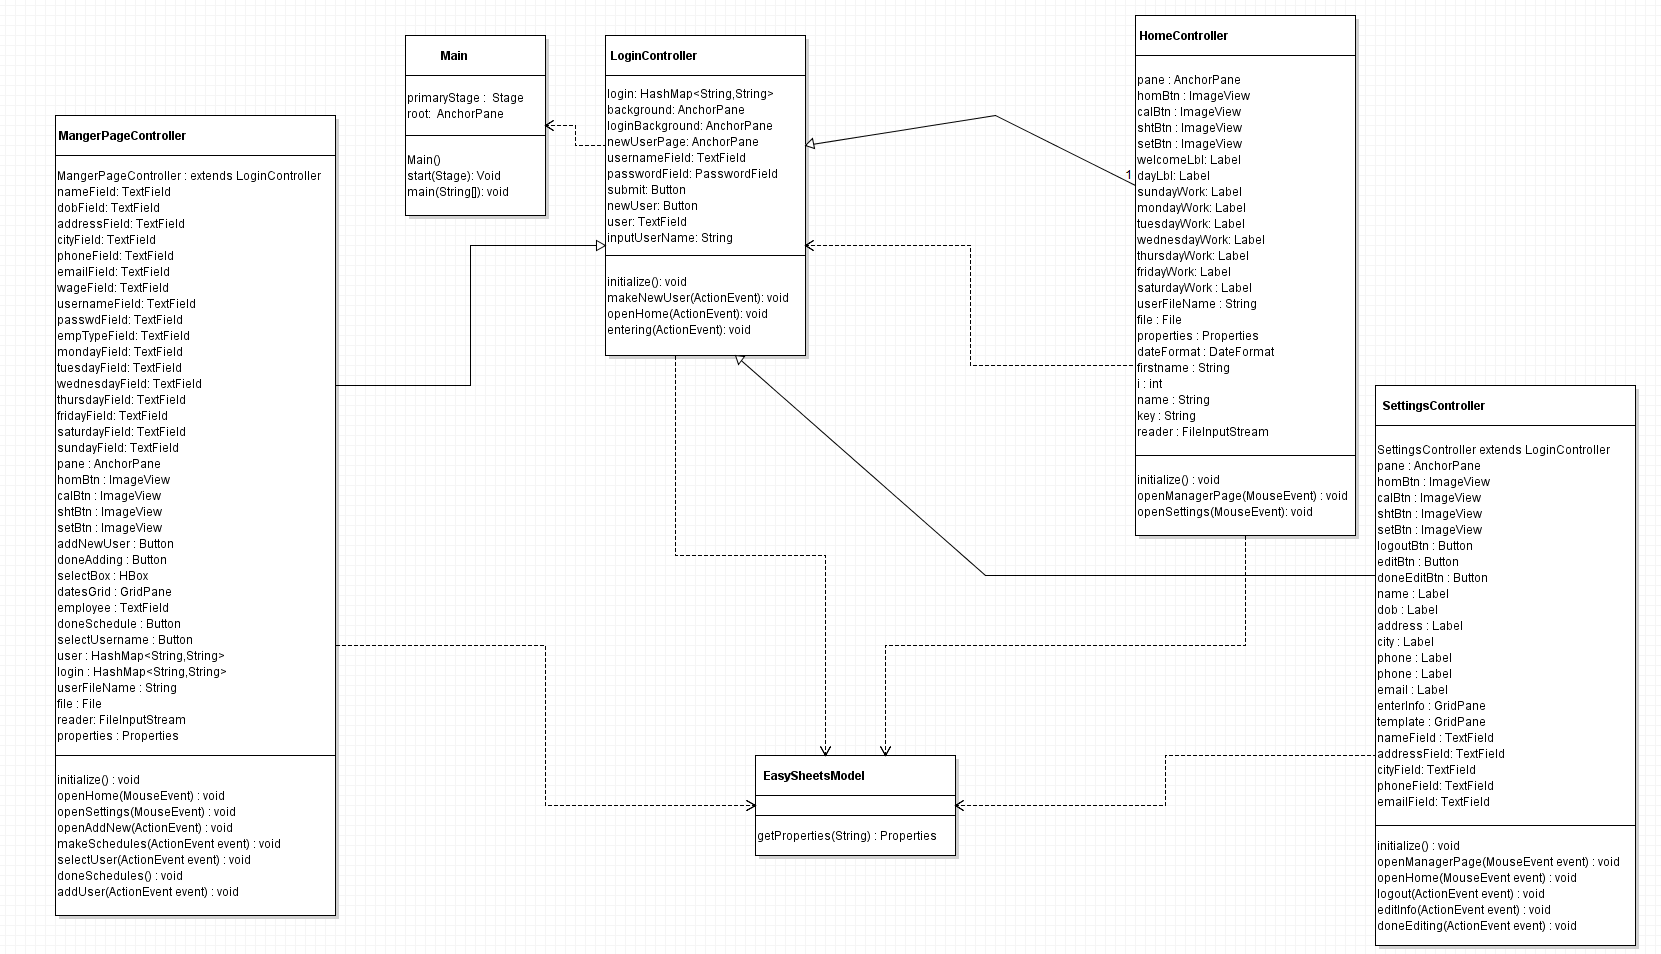 Main
primaryStage : Stage
root: AnchorPane
Main()
start(Stage): Void
main(String[]): void
LoginController
login: HashMap<String,String>
background: AnchorPane
loginBackground: AnchorPane
newUserPage: AnchorPane
usernameField: TextField
passwordField: PasswordField
submit: Button
newUser: Button
user: TextField
inputUserName: String
initialize(): void
makeNewUser(ActionEvent): void
openHome(ActionEvent): void
entering(ActionEvent): void
HomeController
pane : AnchorPane
homBtn : ImageView
calBtn : ImageView
shtBtn : ImageView
setBtn : ImageView
welcomeLbl: Label
dayLbl: Label
sundayWork: Label
mondayWork: Label
tuesdayWork: Label
wednesdayWork: Label
thursdayWork: Label
fridayWork: Label
saturdayWork : Label
userFileName : String
file : File
properties : Properties
dateFormat : DateFormat
firstname : String
i : int
name : String
key : String
reader : FileInputStream
initialize() : void
openManagerPage(MouseEvent) : void
openSettings(MouseEvent): void
1
MangerPageController
MangerPageController : extends LoginController
nameField: TextField
dobField: TextField
addressField: TextField
cityField: TextField
phoneField: TextField
emailField: TextField
wageField: TextField
usernameField: TextField
passwdField: TextField
empTypeField: TextField
mondayField: TextField
tuesdayField: TextField
wednesdayField: TextField
thursdayField: TextField
fridayField: TextField
saturdayField: TextField
sundayField: TextField
pane : AnchorPane
homBtn : ImageView
calBtn : ImageView
shtBtn : ImageView
setBtn : ImageView
addNewUser : Button
doneAdding : Button
selectBox : HBox
datesGrid : GridPane
employee : TextField
doneSchedule : Button
selectUsername : Button
user : HashMap<String,String>
login : HashMap<String,String>
userFileName : String
file : File
reader: FileInputStream
properties : Properties
initialize() : void
openHome(MouseEvent) : void
openSettings(MouseEvent) : void
openAddNew(ActionEvent) : void
makeSchedules(ActionEvent event) : void
selectUser(ActionEvent event) : void
doneSchedules() : void
addUser(ActionEvent event) : void
EasySheetsModel
getProperties(String) : Properties
SettingsController
SettingsController extends LoginController
pane : AnchorPane
homBtn : ImageView
calBtn : ImageView
shtBtn : ImageView
setBtn : ImageView
logoutBtn : Button
editBtn : Button
doneEditBtn : Button
name : Label
dob : Label
address : Label
city : Label
phone : Label
phone : Label
email : Label
enterInfo : GridPane
template : GridPane
nameField : TextField
addressField: TextField
cityField: TextField
phoneField: TextField
emailField: TextField
initialize() : void
openManagerPage(MouseEvent event) : void
openHome(MouseEvent event) : void
logout(ActionEvent event) : void
editInfo(ActionEvent event) : void
doneEditing(ActionEvent event) : void